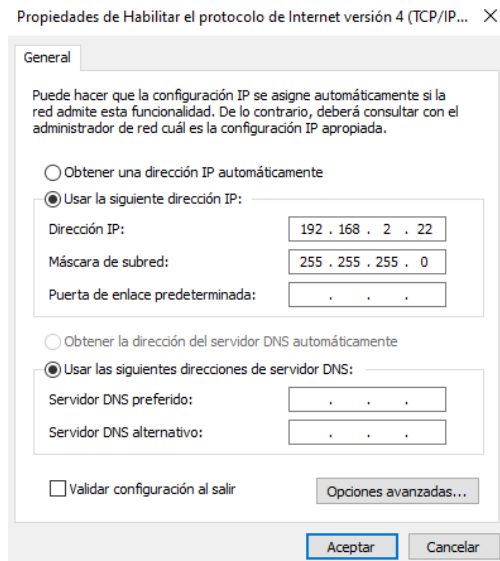 Propiedades de Habilitar el protocolo de Internet versión 4 (TCP/IP...
General
Puede hacer que la configuración IP se asigne automáticamente si la
red admite esta funcionalidad. De lo contrario, deberá consultar con el
administrador de red cuál es la configuración IP apropiada.
Obtener una dirección IP automáticamente
Usar la siguiente dirección IP:
Dirección IP: 192 . 168 . 2 . 22
Máscara de subred: 255 . 255 . 255 . 0
Puerta de enlace predeterminada: . . .
Obtener la dirección del servidor DNS automáticamente
Usar las siguientes direcciones de servidor DNS:
Servidor DNS preferido: . . .
Servidor DNS alternativo: . . .
Validar configuración al salir Opciones avanzadas...
Aceptar Cancelar